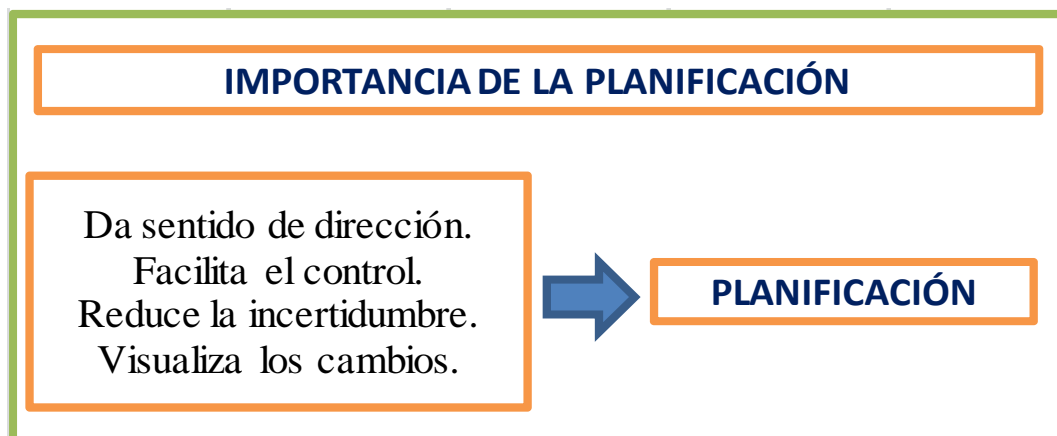 IMPORTANCIA DE LA PLANIFICACIÓN
Da sentido de dirección.
Facilita el control.
Reduce la incertidumbre.
Visualiza los cambios.
PLANIFICACIÓN